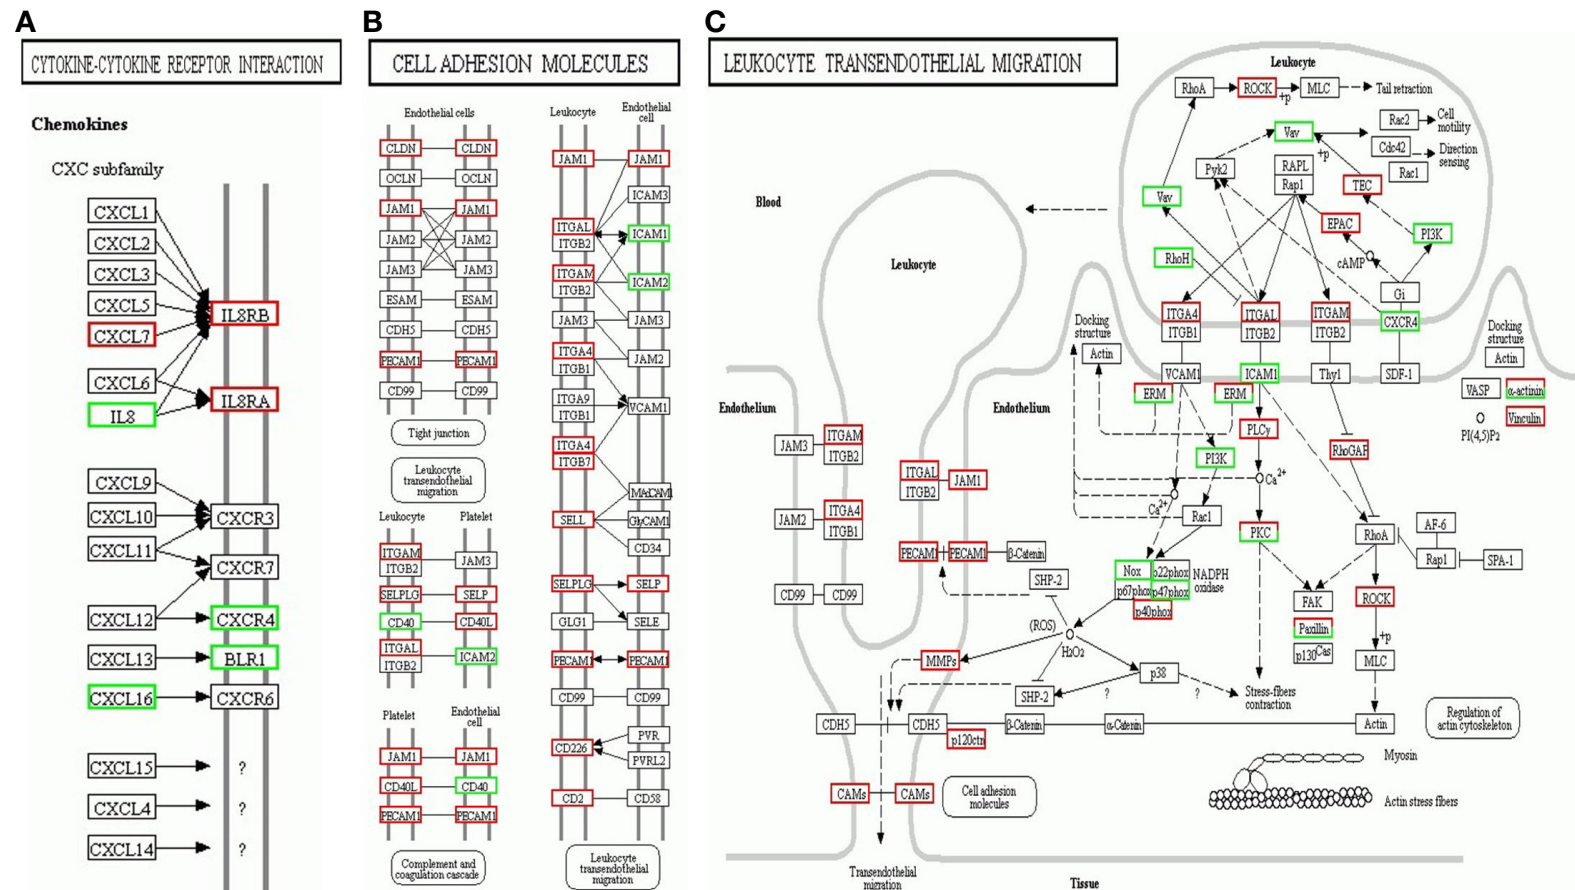 A
CYTOKINE-CYTOKINE RECEPTOR INTERACTION
Chemokines
CXC subfamily
CXCL1
CXCL2
CXCL3
CXCL5
CXCL7
CXCL6
IL8
IL8RB
IL8RA
CXCL9
CXCL10
CXCL11
CXCL12
CXCL13
CXCL16
CXCR3
CXCR7
CXCR4
BLR1
CXCR6
CXCL15 ?
CXCL4 ?
CXCL14 ?
B
CELL ADHESION MOLECULES
Endothelial cells
CLDN CLDN
OCLN OCLN
JAM1 JAM1
JAM2 JAM2
JAM3 JAM3
ESAM ESAM
CDH5 CDH5
PECAM1 PECAM1
CD99 CD99
Tight junction
Leukocyte
transendothelial
migration
Leukocyte Platelet
ITGAM
ITGB2
JAM3
SELPLG SELP
CD40 CD40L
ITGAL
ITGB2
ICAM2
Platelet
Endothelial
cell
JAM1 JAM1
CD40L CD40
PECAM1 PECAM1
Complement and
coagulation cascade
Leukocyte
Endothelial
cell
JAM1 JAM1
ICAM3
ITGAL
ITGB2
ICAM1
ITGAM
ITGB2
ICAM2
JAM3 JAM3
ITGA4
ITGB1
JAM2
ITGA9
ITGB1
VCAM1
ITGA4
ITGB7
MAdCAM1
SELL
GlyCAM1
CD34
SELPLG SELP
GLG1 SELE
PECAM1 PECAM1
CD99 CD99
CD226
PVR
PVRL2
CD2 CD58
Leukocyte
transendothelial
migration
C
LEUKOCYTE TRANSENDOTHELIAL MIGRATION
Leukocyte
RhoA ROCK +p MLC Tail retraction
Vav
+p
Rac2
Cell
motility
Cdc42
Direction
sensing
Rac1
Pyk2
RAPL
Rap1
TEC
Vav
EPAC
PI3K
RhoH
cAMP
Gi
ITGA4
ITGB1
ITGAL
ITGB2
ITGAM
ITGB2
CXCR4
VCAM1
ICAM1
Thy1
SDF-1
Blood
Leukocyte
Docking
structure
Actin
Docking
structure
Actin
VASP
α-actinin
Vinculin
PI(4,5)P2
Endothelium
Endothelium
ERM
ERM
PLCγ
RhoGAP
PI3K
Ca2+
Ca2+
Rac1
PKC
RhoA
AF-6
Rap1
SPA-1
JAM3
ITGAM
ITGB2
ITGAL
ITGB2
JAM1
JAM2
ITGA4
ITGB1
PECAM1 PECAM1 β-Catenin
CD99 CD99
SHP-2
Nox p22phox
p67phox p47phox
p40phox
NADPH
oxidase
FAK
Paxillin
p130Cas
ROCK
+p
MLC
(ROS)
H2O2
MMPs
p38
SHP-2
?
?
Stress-fibers
contraction
CDH5 CDH5 β-Catenin α-Catenin Actin
p120ctn
Regulation of
actin cytoskeleton
CAMs CAMs
Cell adhesion
molecules
Myosin
Actin stress fibers
Transendothelial
migration
Tissue